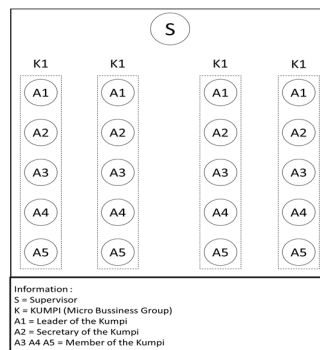 S
K1 K1 K1 K1
A1 A1 A1 A1
A2 A2 A2 A2
A3 A3 A3 A3
A4 A4 A4 A4
A5 A5 A5 A5
Information :
S = Supervisor
K = KUMPI (Micro Bussiness Group)
A1 = Leader of the Kumpi
A2 = Secretary of the Kumpi
A3 A4 A5 = Member of the Kumpi